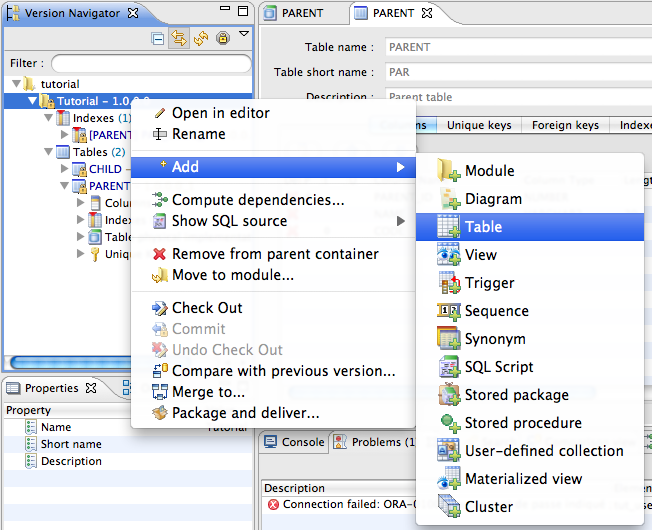 Version Navigator
Filter :
tutorial
Tutorial - 1.0.0.0
Indexes (1)
[PARENT
Tables (2)
CHILD -
PARENT
Colum
Index
Table
Uniq
PARENT
PARENT
Table name : PARENT
Table short name : PAR
Description : Parent table
Unique keys
Foreign keys
Indexe
Open in editor
Rename
Add
Compute dependencies...
Show SQL source
Remove from parent container
Move to module...
Check Out
Commit
Undo Check Out
Compare with previous version...
Merge to...
Package and deliver...
Module
Diagram
Table
View
Trigger
Sequence
Synonym
SQL Script
Stored package
Stored procedure
User-defined collection
Materialized view
Cluster
Properties
Property
Name
Tutorial
Short name
Description
Console
Problems (1
Description
Connection failed: ORA-0